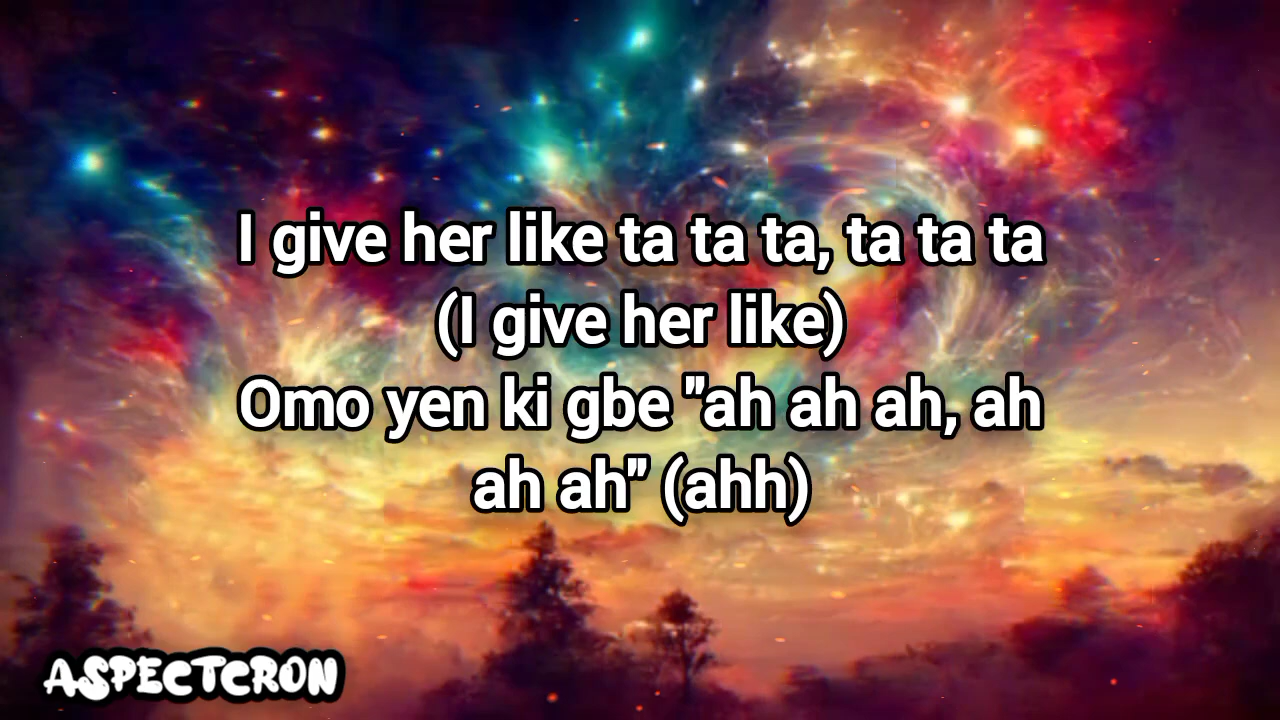 I give her like ta ta ta, ta ta ta
(I give her like)
Omo yen ki gbe "ah ah ah, ah
ah ah" (ahh)
ASPECTCRON